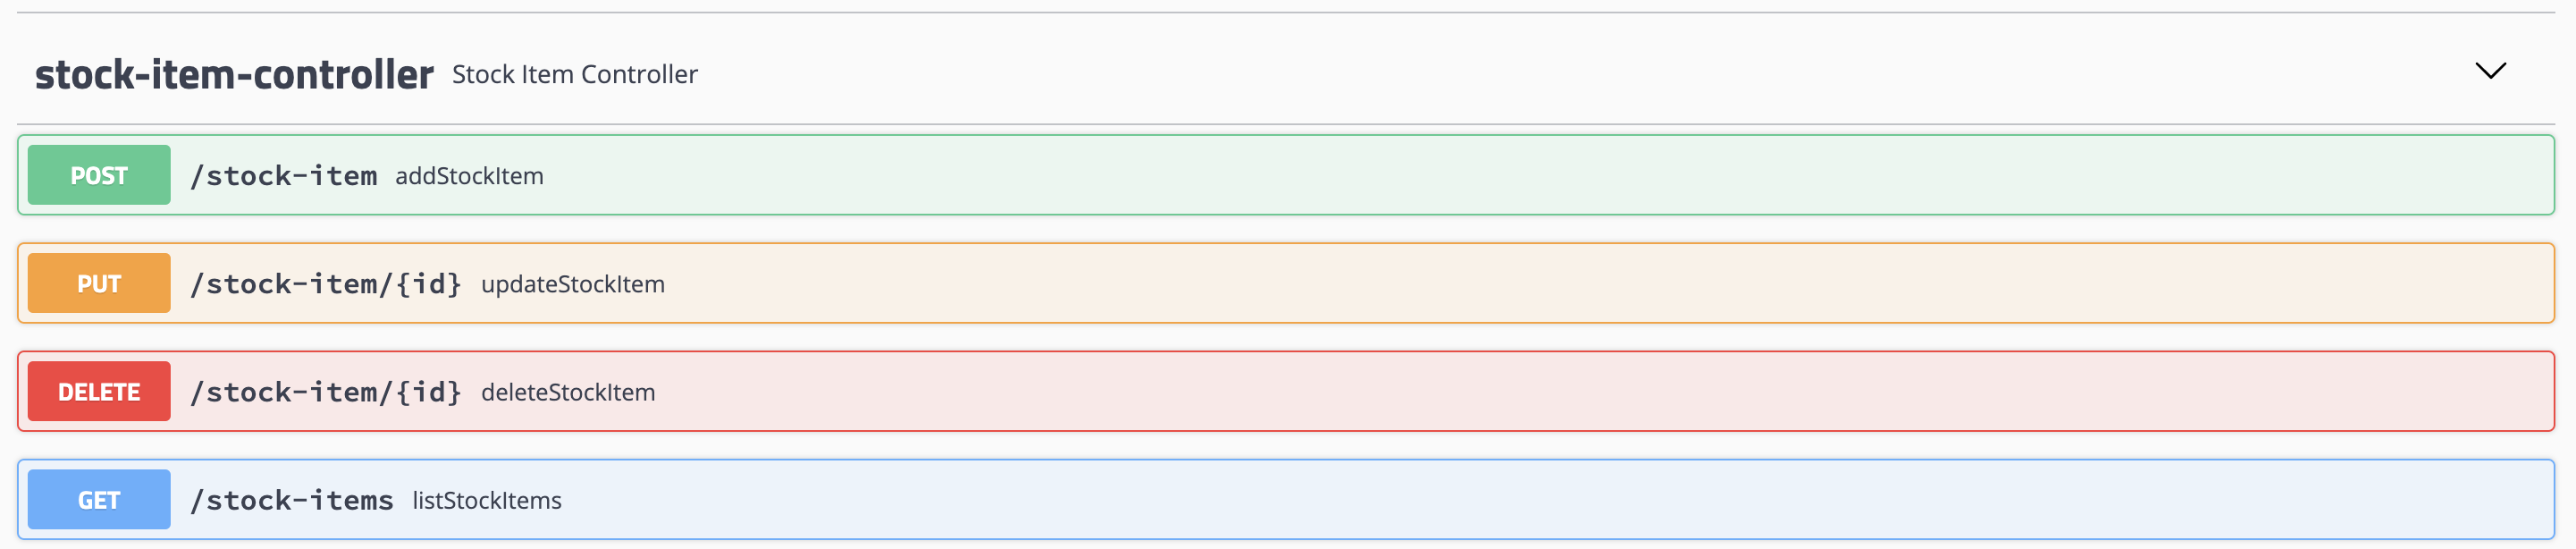 stock-item-controller Stock Item Controller
POST /stock-item addStockItem
PUT /stock-item/{id} updateStockItem
DELETE /stock-item/{id} deleteStockItem
GET /stock-items listStockItems